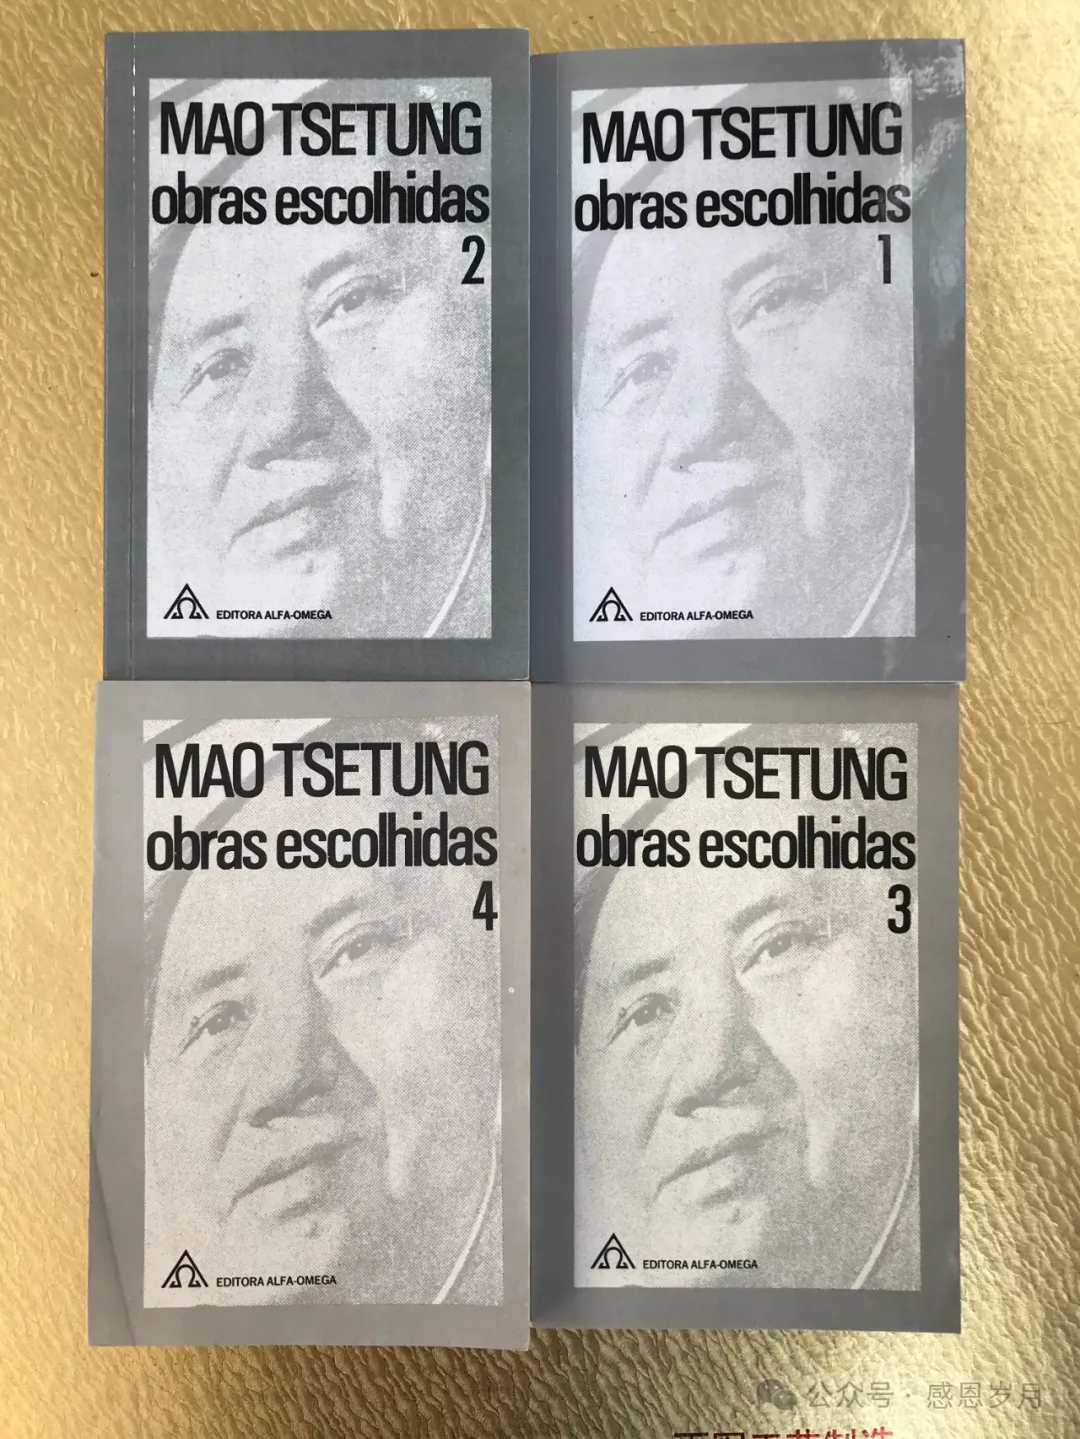 MAO TSETUNG
obras escolhidas
2
EDITORA ALFA-OMEGA
MAO TSETUNG
obras escolhidas
1
EDITORA ALFA-OMEGA
MAO TSETUNG
obras escolhidas
4
EDITORA ALFA-OMEGA
MAO TSETUNG
obras escolhidas
3
EDITORA ALFA-OMEGA
公众号 · 感恩岁月